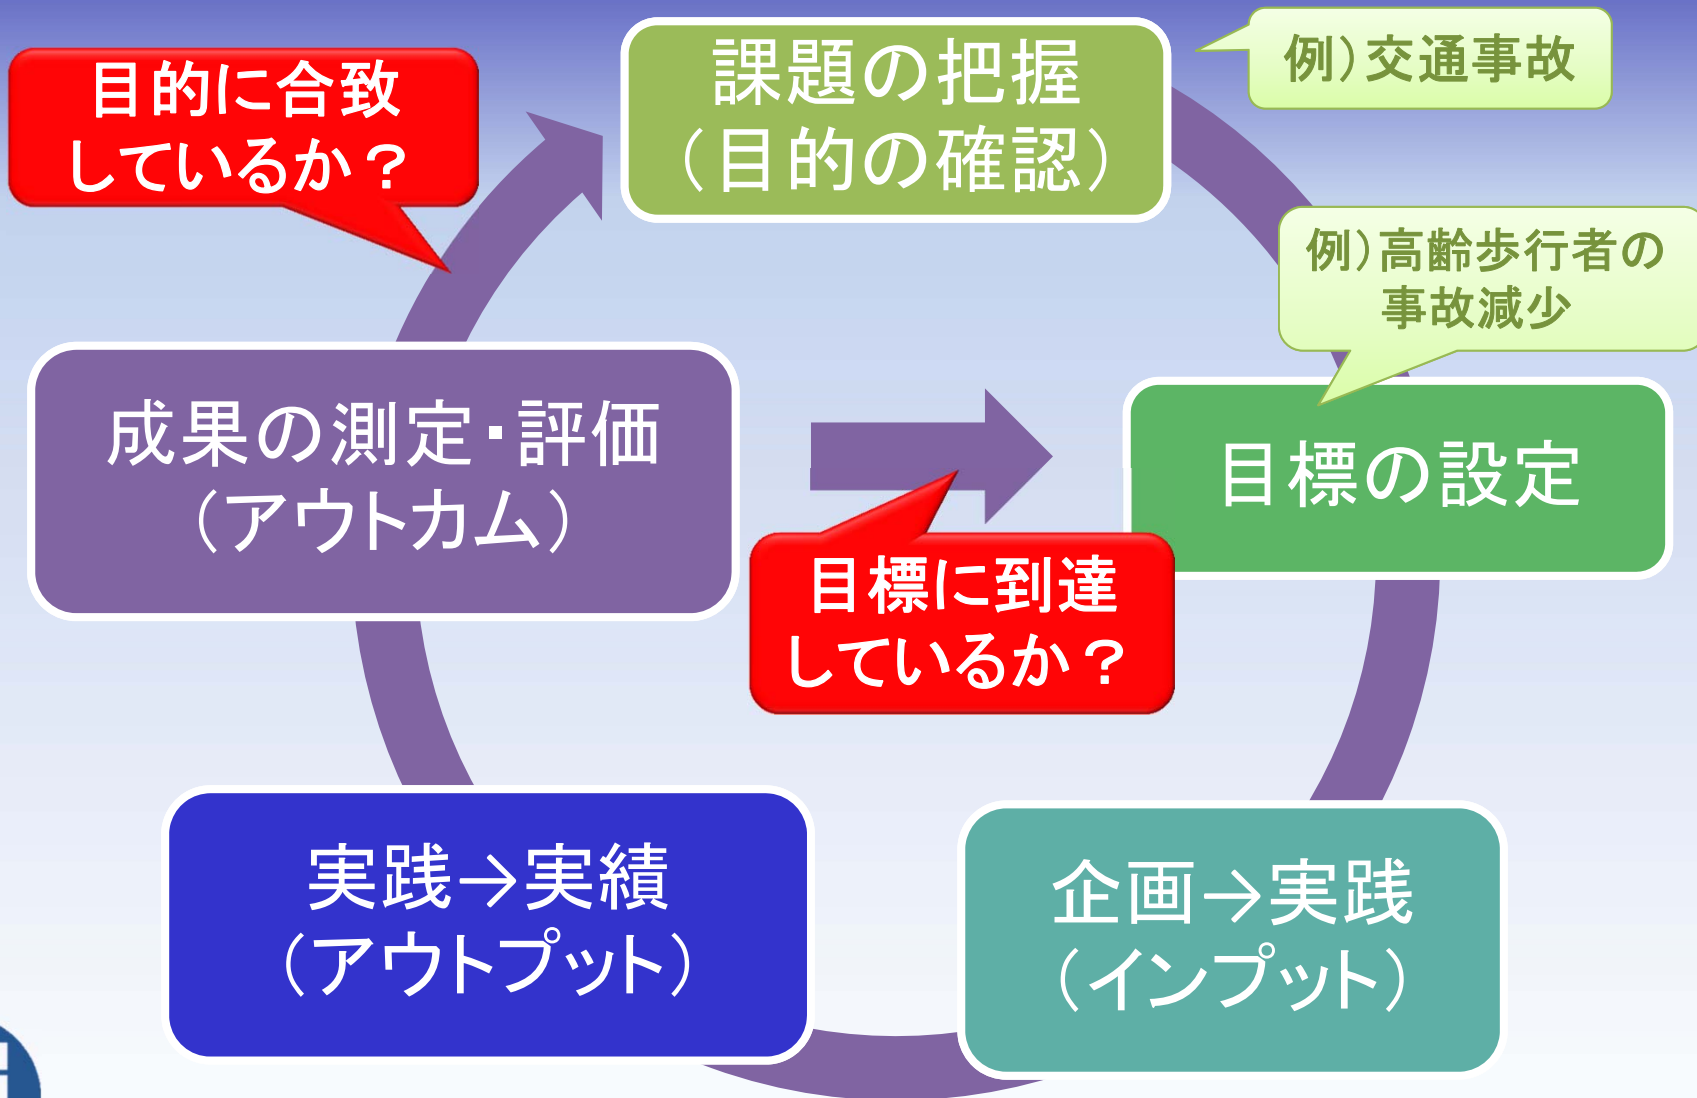 課題の把握
（目的の確認）
例）交通事故
目的に合致
しているか？
例）高齢歩行者の
事故減少
成果の測定・評価
（アウトカム）
目標の設定
目標に到達
しているか？
実践→実績
（アウトプット）
企画→実践
（インプット）